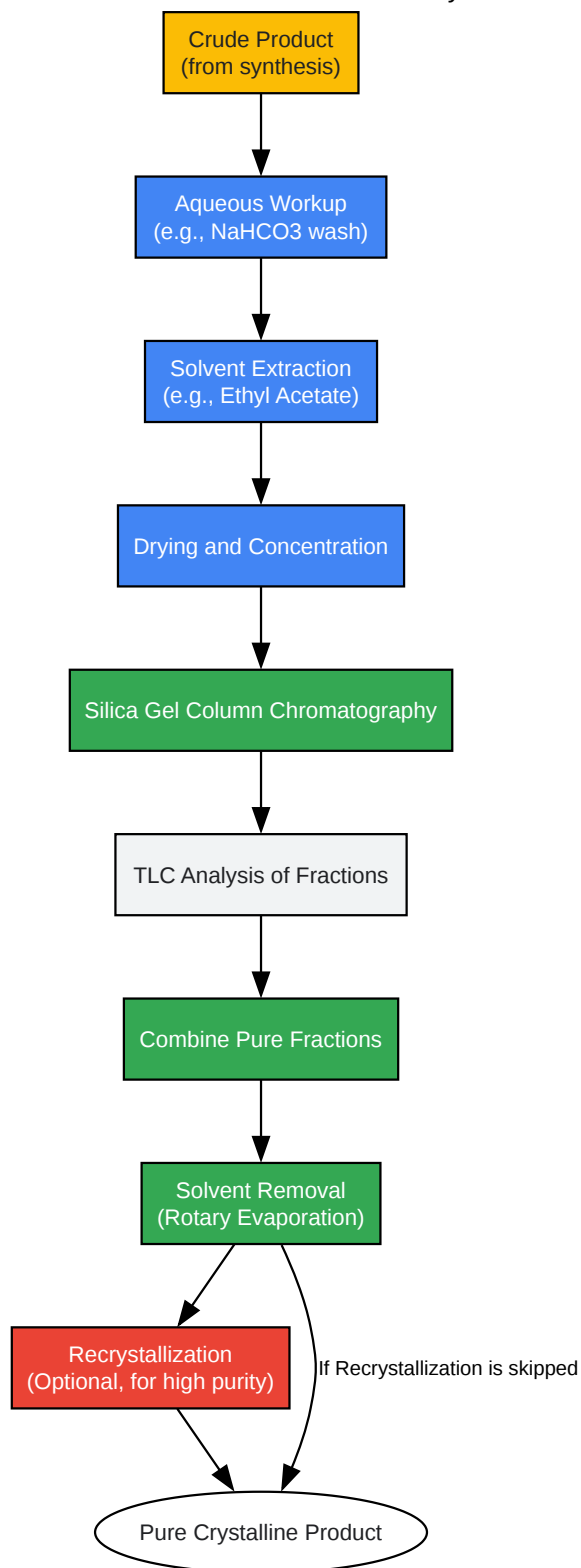 Crude Product
(from synthesis)
Aqueous Workup
(e.g., NaHCO3 wash)
Solvent Extraction
(e.g., Ethyl Acetate)
Drying and Concentration
Silica Gel Column Chromatography
TLC Analysis of Fractions
Combine Pure Fractions
Solvent Removal
(Rotary Evaporation)
Recrystallization
(Optional, for high purity)
If Recrystallization is skipped
Pure Crystalline Product